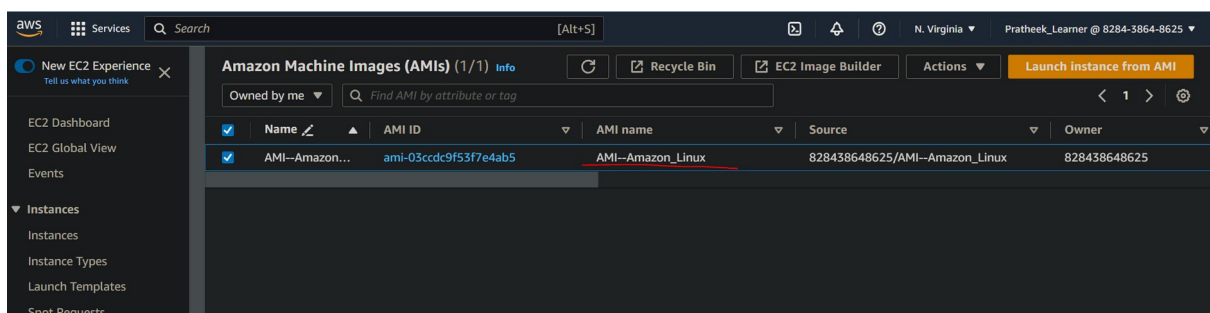 aws Services Search [Alt+S] N. Virginia ▼ Pratheek_Learner @ 8284-3864-8625 ▼
New EC2 Experience
Tell us what you think
Amazon Machine Images (AMIs) (1/1) Info Recycle Bin EC2 Image Builder Actions ▼ Launch instance from AMI
Owned by me ▼ Find AMI by attribute or tag 1
EC2 Dashboard
EC2 Global View
Events
Name AMI ID AMI name Source Owner
AMI--Amazon... ami-03ccdc9f53f7e4ab5 AMI--Amazon_Linux 828438648625/AMI--Amazon_Linux 828438648625
Instances
Instances
Instance Types
Launch Templates
Spot Requests